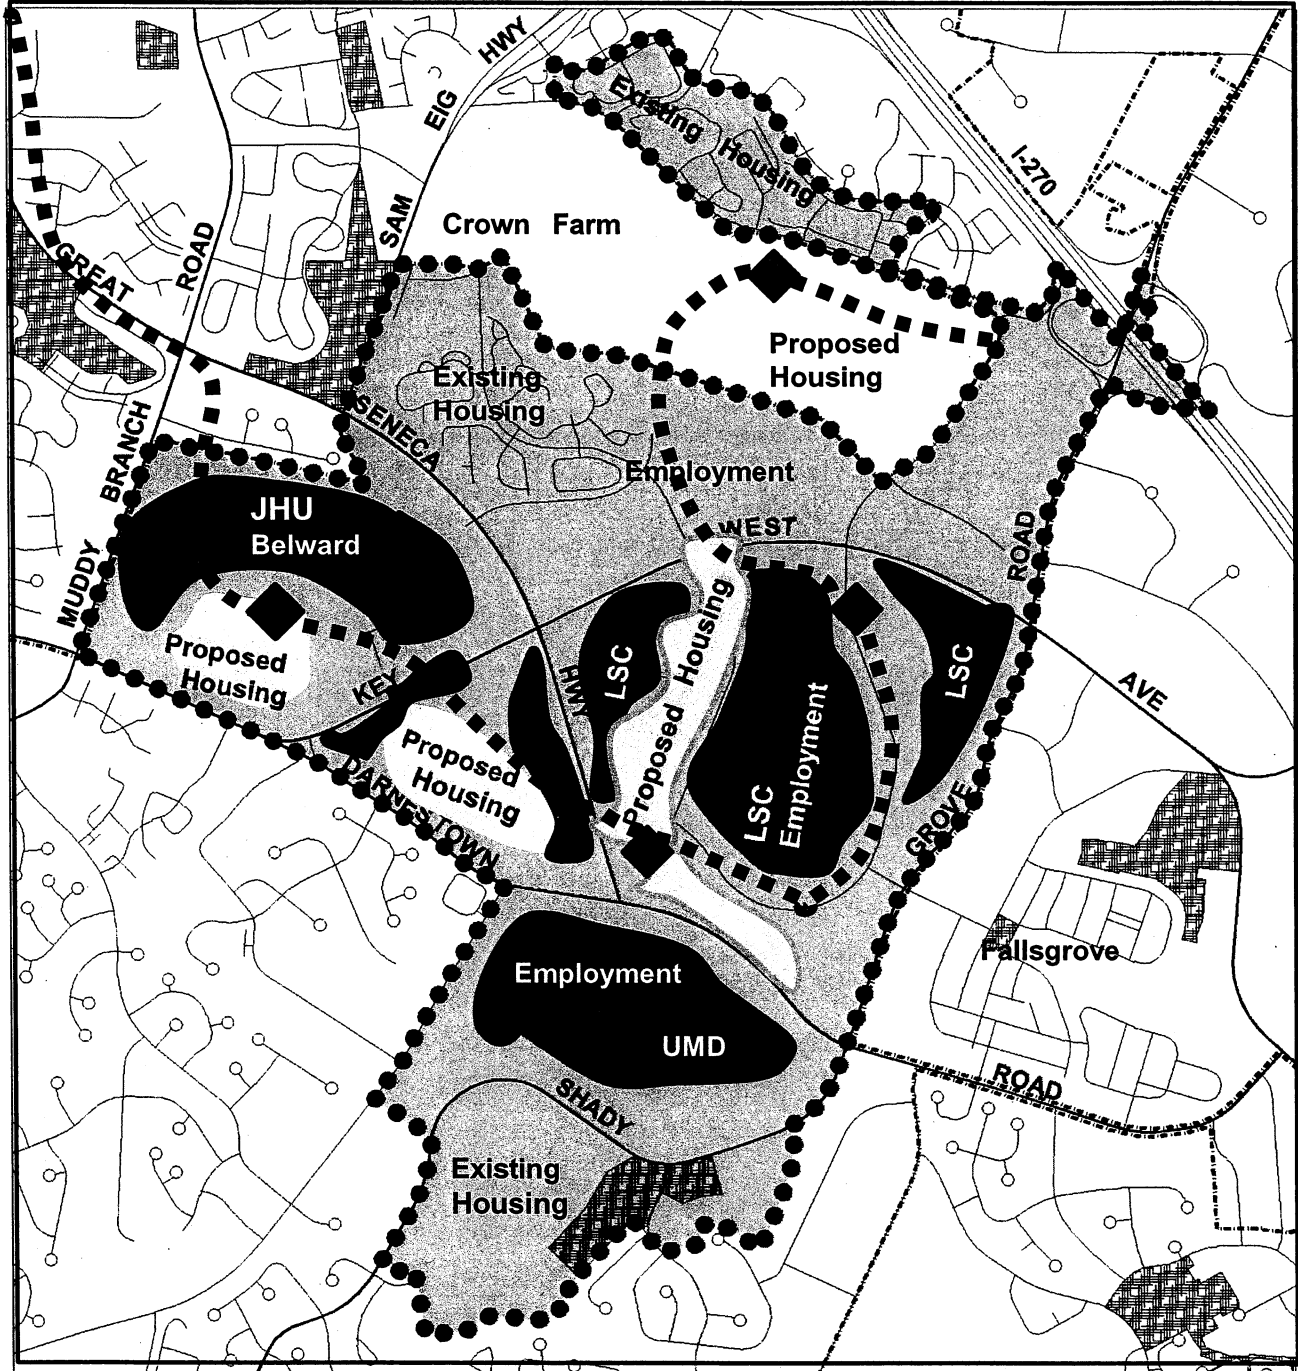 HWY
EIG
SAM
I-270
Existing
Housing
Crown Farm
ROAD
GREAT
Proposed
Housing
Existing
Housing
SENECA
BRANCH
Employment
WEST
ROAD
JHU
Belward
MUDDY
Proposed
Housing
KEY
HWY
LSC
Proposed Housing
LSC
AVE
Proposed
Housing
LSC
Employment
DARNESTOWN
GROVE
Fallsgrove
Employment
UMD
ROAD
SHADY
Existing
Housing